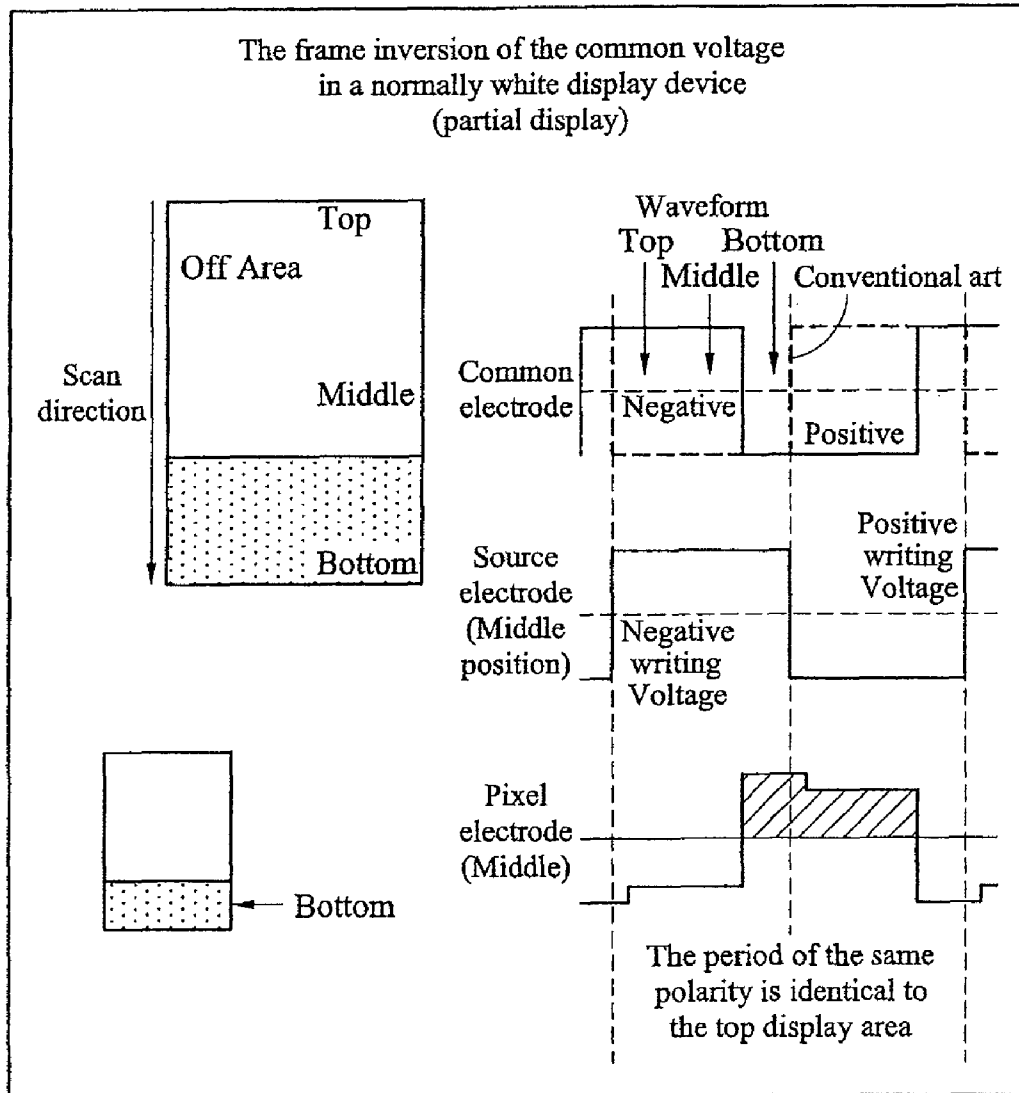 The frame inversion of the common voltage
in a normally white display device
(partial display)
Top
Off Area
Scan
direction
Middle
Bottom
Waveform
Top
Bottom
Middle
Conventional art
Common
electrode
Negative
Positive
Source
electrode
(Middle
position)
Negative
writing
Voltage
Positive
writing
Voltage
Pixel
electrode
(Middle)
Bottom
The period of the same
polarity is identical to
the top display area